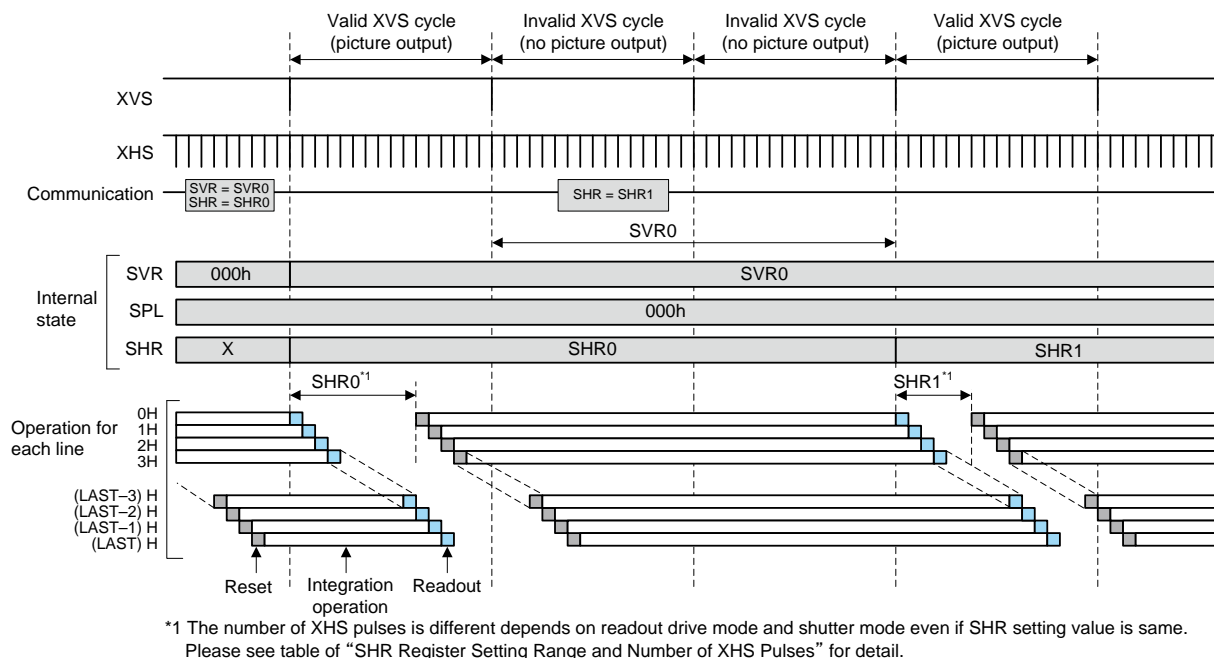 Valid XVS cycle
(picture output)
Invalid XVS cycle
(no picture output)
Invalid XVS cycle
(no picture output)
Valid XVS cycle
(picture output)
XVS
XHS
Communication
SVR = SVR0
SHR = SHR0
SHR = SHR1
SVR0
Internal
state
SVR
000h
SVR0
SPL
000h
SHR
X
SHR0
SHR1
SHR0*1
SHR1*1
Operation for
each line
0H
1H
2H
3H
(LAST–3) H
(LAST–2) H
(LAST–1) H
(LAST) H
Reset
Integration
operation
Readout
*1 The number of XHS pulses is different depends on readout drive mode and shutter mode even if SHR setting value is same.
Please see table of “SHR Register Setting Range and Number of XHS Pulses” for detail.